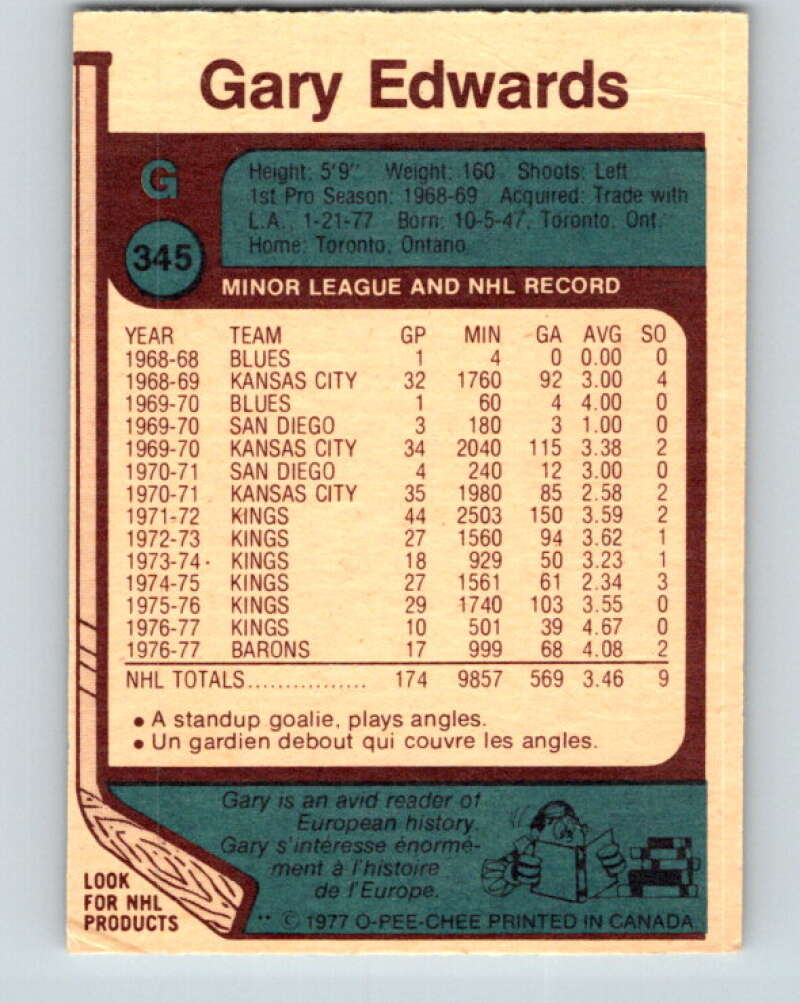 Gary Edwards
G
345
Height: 5'9" Weight: 160 Shoots: Left
1st Pro Season: 1968-69 Acquired: Trade with
L.A., 1-21-77 Born: 10-5-47, Toronto, Ont.
Home: Toronto, Ontario
MINOR LEAGUE AND NHL RECORD
YEAR TEAM GP MIN GA AVG SO
1968-68 BLUES 1 4 0 0.00 0
1968-69 KANSAS CITY 32 1760 92 3.00 4
1969-70 BLUES 1 60 4 4.00 0
1969-70 SAN DIEGO 3 180 3 1.00 0
1969-70 KANSAS CITY 34 2040 115 3.38 2
1970-71 SAN DIEGO 4 240 12 3.00 0
1970-71 KANSAS CITY 35 1980 85 2.58 2
1971-72 KINGS 44 2503 150 3.59 2
1972-73 KINGS 27 1560 94 3.62 1
1973-74 KINGS 18 929 50 3.23 1
1974-75 KINGS 27 1561 61 2.34 3
1975-76 KINGS 29 1740 103 3.55 0
1976-77 KINGS 10 501 39 4.67 0
1976-77 BARONS 17 999 68 4.08 2
NHL TOTALS................ 174 9857 569 3.46 9
• A standup goalie, plays angles.
• Un gardien debout qui couvre les angles.
Gary is an avid reader of
European history.
Gary s'intéresse énormé-
ment à l'histoire
de l'Europe.
LOOK
FOR NHL
PRODUCTS
** © 1977 O-PEE-CHEE PRINTED IN CANADA